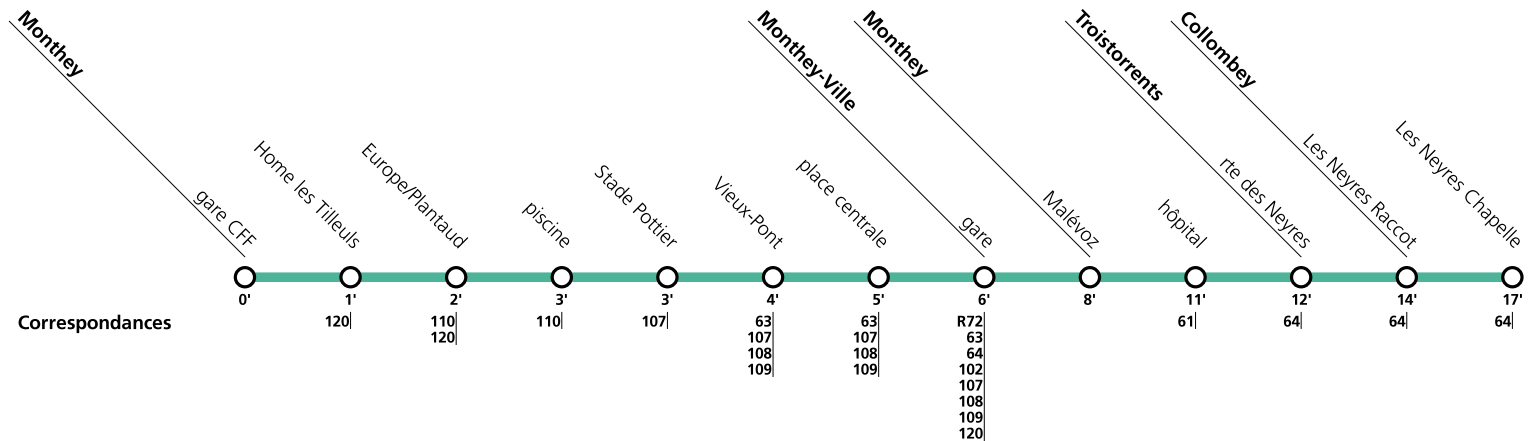 Monthey
gare CFF
Home les Tilleuls
Europe/Plantaud
piscine
Stade Pottier
Vieux-Pont
place centrale
Monthey-Ville
gare
Monthey
Malévoz
hôpital
Troistorrents
rte des Neyres
Collombey
Les Neyres Raccot
Les Neyres Chapelle
0' 1' 2' 3' 3' 4' 5' 6' 8' 11' 12' 14' 17'
Correspondances 120 110 110 107 63 63 R72 61 64 64 64
120 107 107 63
108 108 64
109 109 102
107
108
109
120